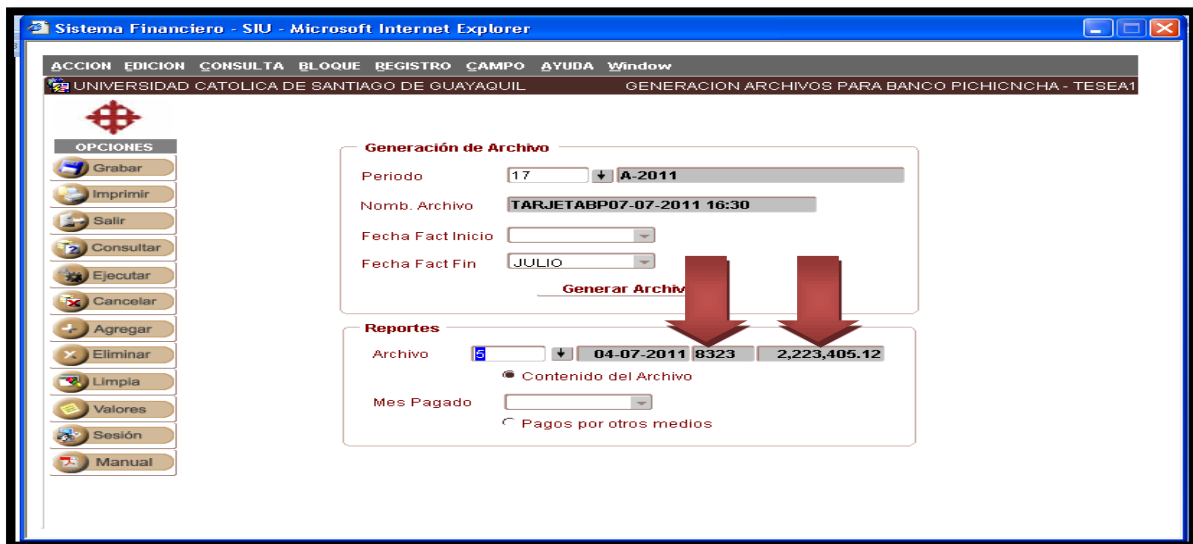 Sistema Financiero - SIU - Microsoft Internet Explorer
ACCION EDICION CONSULTA BLOQUE REGISTRO CAMPO AYUDA Window
UNIVERSIDAD CATOLICA DE SANTIAGO DE GUAYAQUIL GENERACION ARCHIVOS PARA BANCO PICHICNCHA - TESEA1
OPCIONES
Grabar
Imprimir
Salir
Consultar
Ejecutar
Cancelar
Agregar
Eliminar
Limpia
Valores
Sesión
Manual
Generación de Archivo
Periodo 17 A-2011
Nomb. Archivo TARJETABP07-07-2011 16:30
Fecha Fact Inicio
Fecha Fact Fin JULIO
Generar Archiv
Reportes
Archivo 5 04-07-2011 8323 2,223,405.12
Contenido del Archivo
Mes Pagado
Pagos por otros medios